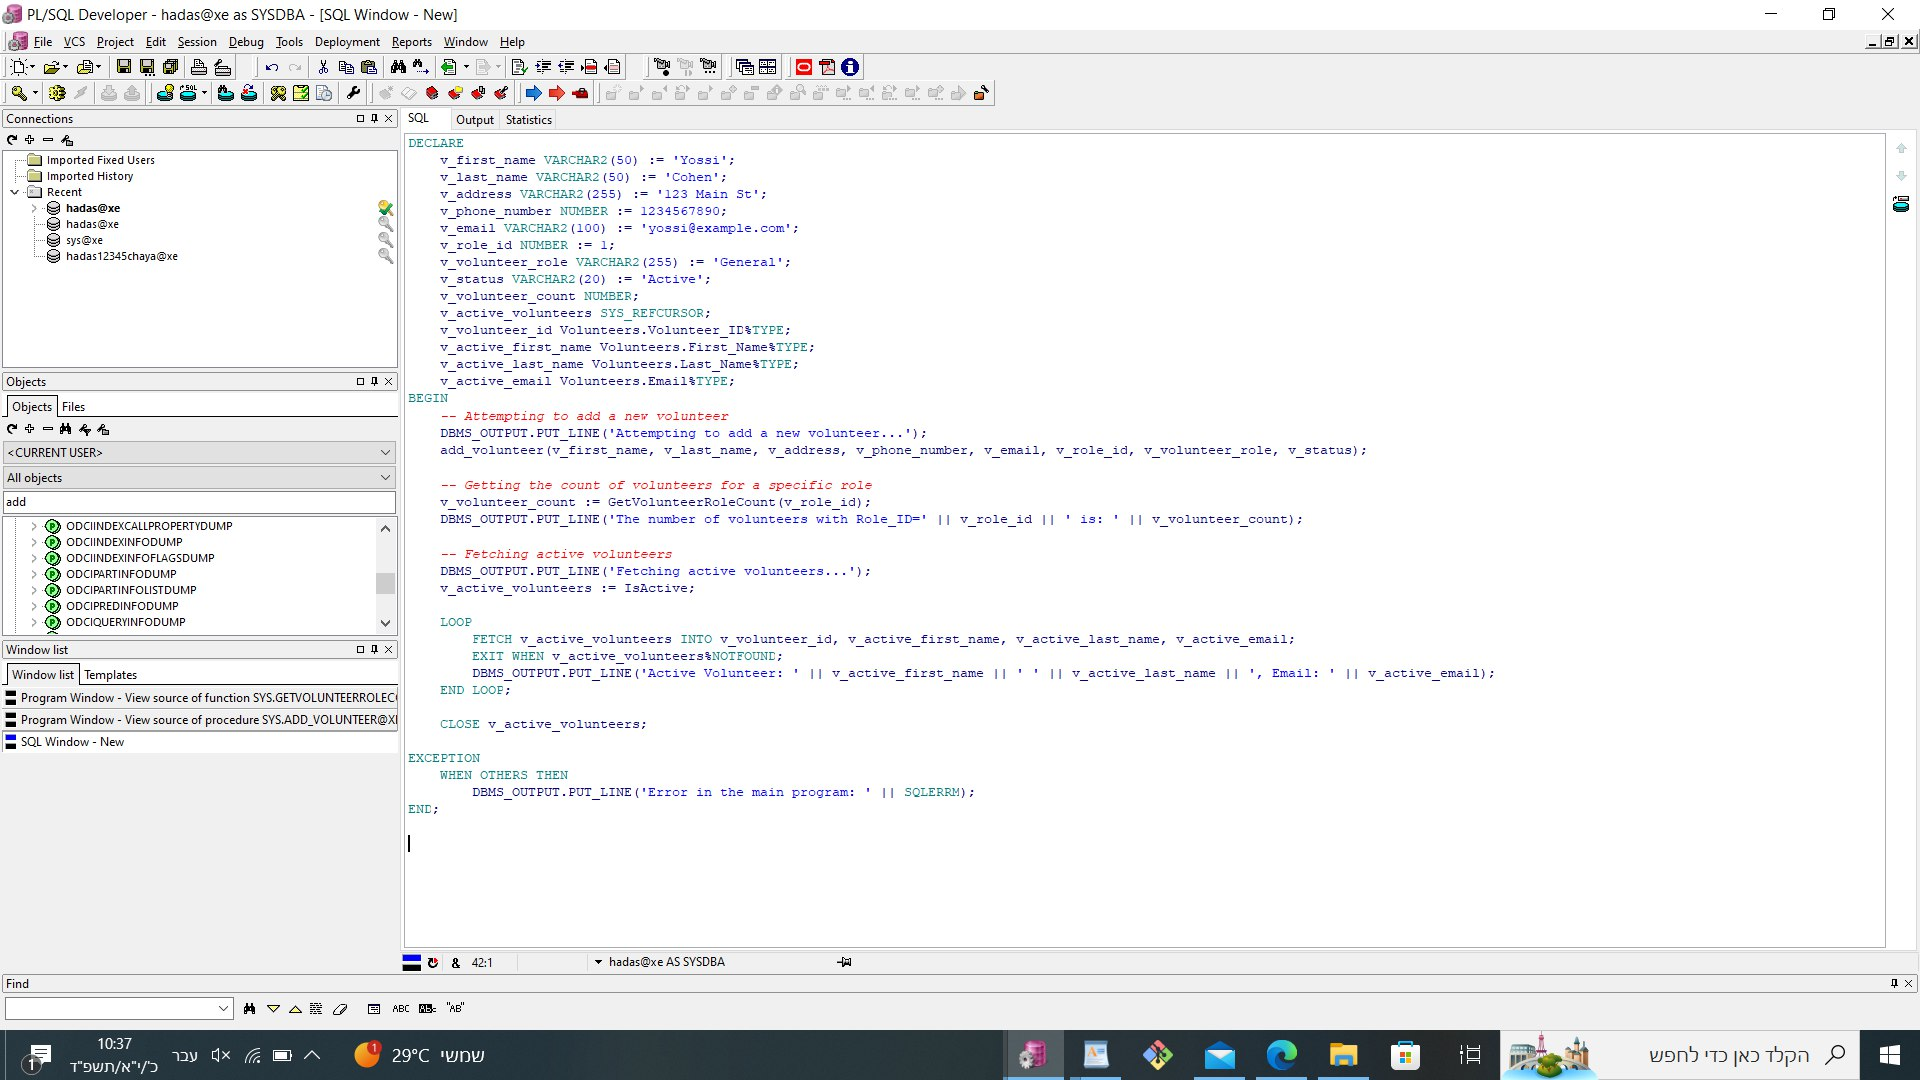 PL/SQL Developer - hadas@xe as SYSDBA - [SQL Window - New]
File VCS Project Edit Session Debug Tools Deployment Reports Window Help
Connections
Imported Fixed Users
Imported History
Recent
hadas@xe
hadas@xe
sys@xe
hadas12345chaya@xe
Objects
Objects Files
<CURRENT USER>
All objects
add
ODCIINDEXCALLPROPERTYDUMP
ODCIINDEXINFODUMP
ODCIINDEXINFOFLAGSDUMP
ODCIPARTINFODUMP
ODCIPARTINFOLISTDUMP
ODCIPREDINFODUMP
ODCIQUERYINFODUMP
Window list
Window list Templates
Program Window - View source of function SYS.GETVOLUNTEERROLEC
Program Window - View source of procedure SYS.ADD_VOLUNTEER@X
SQL Window - New
SQL Output Statistics
DECLARE
v_first_name VARCHAR2(50) := 'Yossi';
v_last_name VARCHAR2(50) := 'Cohen';
v_address VARCHAR2(255) := '123 Main St';
v_phone_number NUMBER := 1234567890;
v_email VARCHAR2(100) := 'yossi@example.com';
v_role_id NUMBER := 1;
v_volunteer_role VARCHAR2(255) := 'General';
v_status VARCHAR2(20) := 'Active';
v_volunteer_count NUMBER;
v_active_volunteers SYS_REFCURSOR;
v_volunteer_id Volunteers.Volunteer_ID%TYPE;
v_active_first_name Volunteers.First_Name%TYPE;
v_active_last_name Volunteers.Last_Name%TYPE;
v_active_email Volunteers.Email%TYPE;
BEGIN
-- Attempting to add a new volunteer
DBMS_OUTPUT.PUT_LINE('Attempting to add a new volunteer...');
add_volunteer(v_first_name, v_last_name, v_address, v_phone_number, v_email, v_role_id, v_volunteer_role, v_status);
-- Getting the count of volunteers for a specific role
v_volunteer_count := GetVolunteerRoleCount(v_role_id);
DBMS_OUTPUT.PUT_LINE('The number of volunteers with Role_ID=' || v_role_id || ' is: ' || v_volunteer_count);
-- Fetching active volunteers
DBMS_OUTPUT.PUT_LINE('Fetching active volunteers...');
v_active_volunteers := IsActive;
LOOP
FETCH v_active_volunteers INTO v_volunteer_id, v_active_first_name, v_active_last_name, v_active_email;
EXIT WHEN v_active_volunteers%NOTFOUND;
DBMS_OUTPUT.PUT_LINE('Active Volunteer: ' || v_active_first_name || ' ' || v_active_last_name || ', Email: ' || v_active_email);
END LOOP;
CLOSE v_active_volunteers;
EXCEPTION
WHEN OTHERS THEN
DBMS_OUTPUT.PUT_LINE('Error in the main program: ' || SQLERRM);
END;
& 42:1 hadas@xe AS SYSDBA
Find
ABC "AB"
10:37
כ'/י"א/תשפ"ד
עבר
1
29°C שמשי
הקלד כאן כדי לחפש